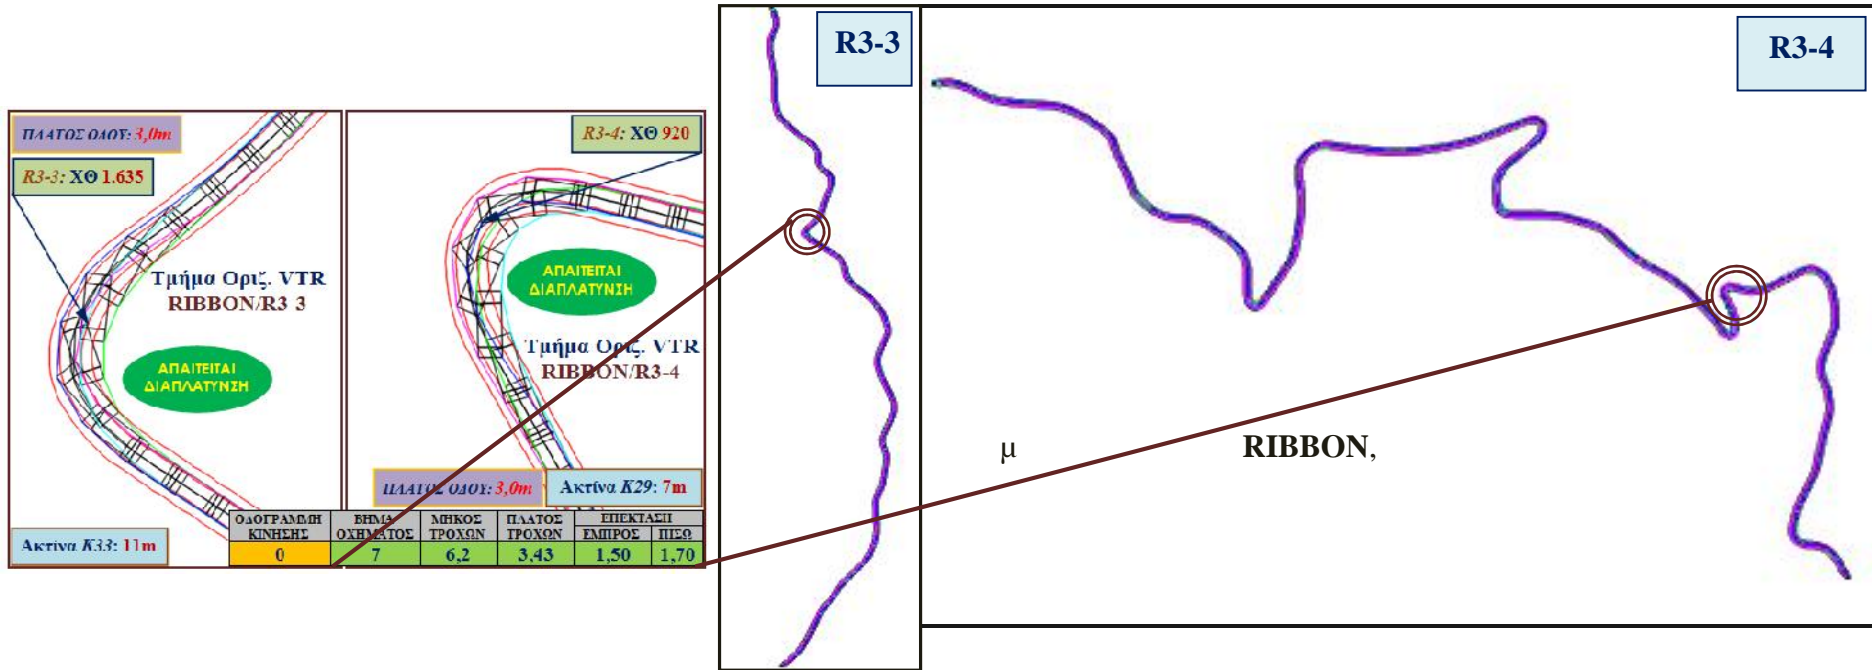 ΠΛΑΤΟΣ ΟΔΟΥ: 3,0m
R3-3: ΧΘ 1.635
Τμήμα Οριζ. VTR
RIBBON/R3-3
ΑΠΑΙΤΕΙΤΑΙ
ΔΙΑΠΛΑΤΥΝΣΗ
Ακτίνα K33: 11m
R3-4: ΧΘ 920
ΑΠΑΙΤΕΙΤΑΙ
ΔΙΑΠΛΑΤΥΝΣΗ
Τμήμα Οριζ. VTR
RIBBON/R3-4
ΠΛΑΤΟΣ ΟΔΟΥ: 3,0m
Ακτίνα K29: 7m
ΟΔΟΓΡΑΜΜΗ ΒΗΜΑ ΜΗΚΟΣ ΠΛΑΤΟΣ ΕΠΕΚΤΑΣΗ
ΚΙΝΗΣΗΣ ΟΧΗΜΑΤΟΣ ΤΡΟΧΩΝ ΤΡΟΧΩΝ ΕΜΠΡΟΣ ΠΙΣΩ
0 7 6,2 3,43 1,50 1,70
R3-3
R3-4
μ RIBBON,